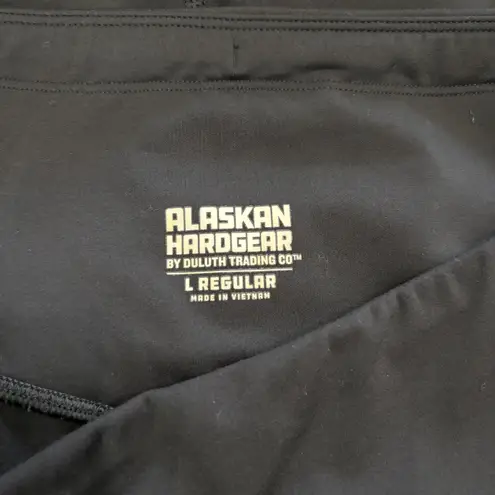 ALASKAN
HARDGEAR
BY DULUTH TRADING CO™
L REGULAR
MADE IN VIETNAM